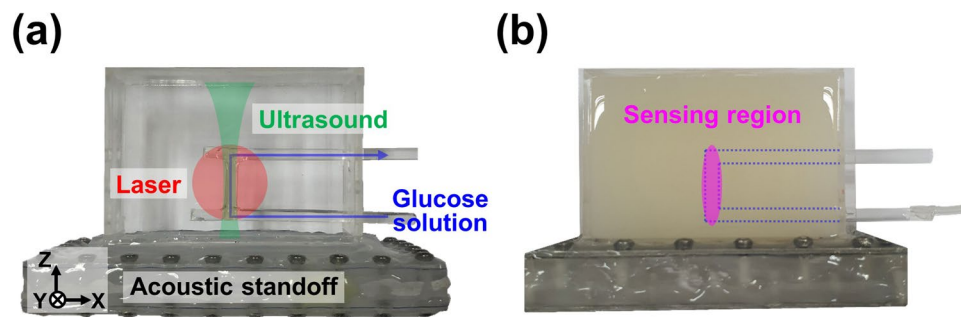 (a)
(b)
Ultrasound
Sensing region
Laser
Glucose
solution
Z
Y
X
Acoustic standoff